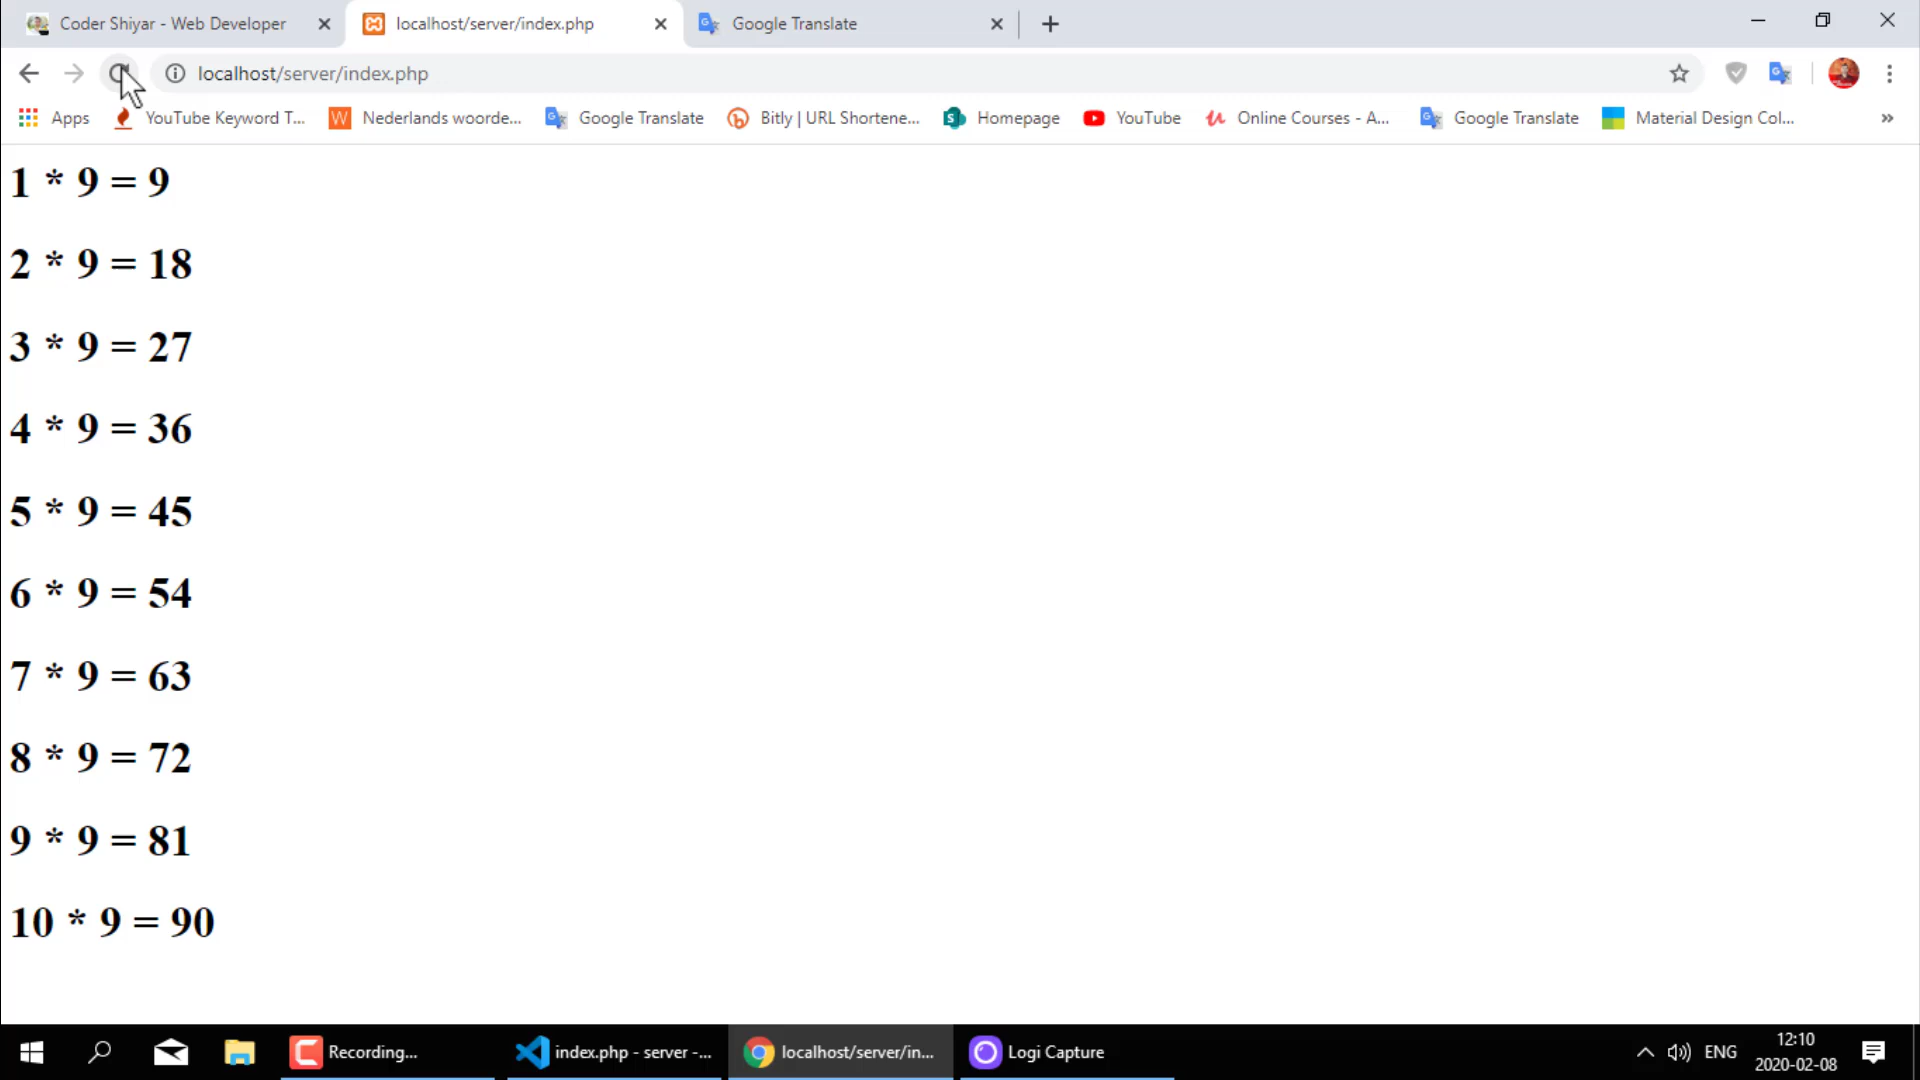 Coder Shiyar - Web Developer
localhost/server/index.php
Google Translate
localhost/server/index.php
Apps
YouTube Keyword T...
Nederlands woorde...
Google Translate
Bitly | URL Shortene...
Homepage
YouTube
Online Courses - A...
Google Translate
Material Design Col...
1 * 9 = 9
2 * 9 = 18
3 * 9 = 27
4 * 9 = 36
5 * 9 = 45
6 * 9 = 54
7 * 9 = 63
8 * 9 = 72
9 * 9 = 81
10 * 9 = 90
Recording...
index.php - server -...
localhost/server/in...
Logi Capture
ENG
12:10
2020-02-08